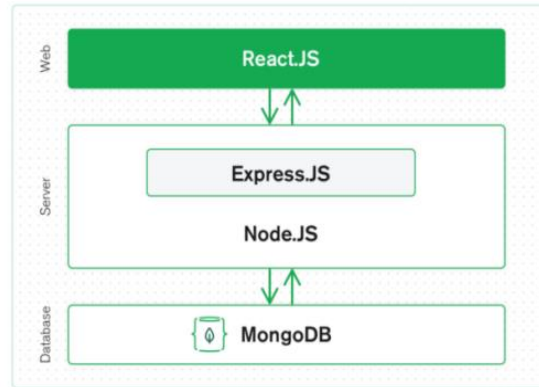 Web
React.JS
Server
Express.JS
Node.JS
Database
MongoDB